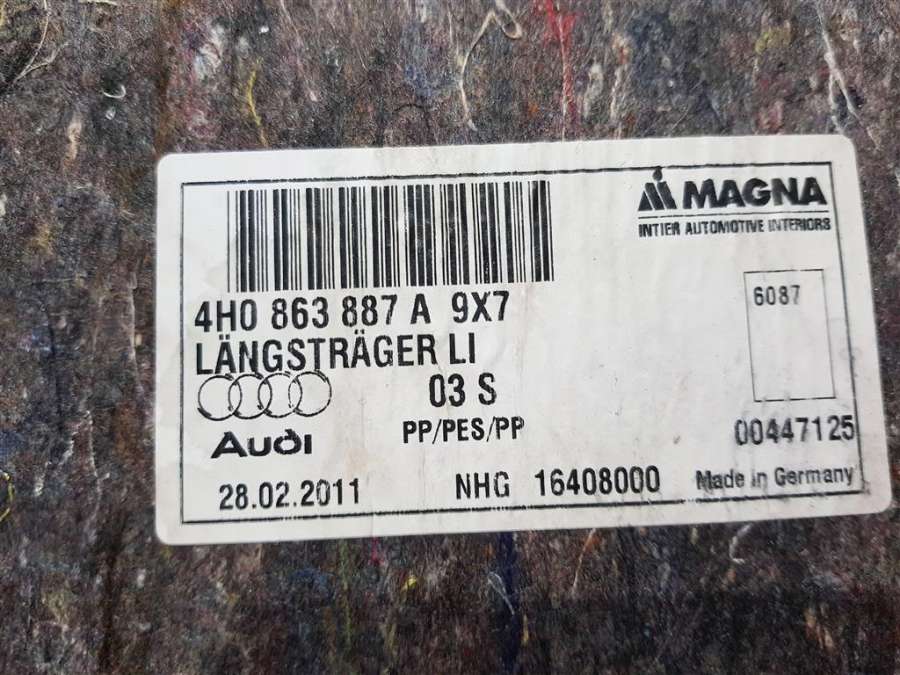 MAGNA
INTIER AUTOMOTIVE INTERIORS
4H0 863 887 A 9X7
6087
LÄNGSTRÄGER LI
03 S
Audi
PP/PES/PP
00447125
28.02.2011
NHG 16408000
Made in Germany